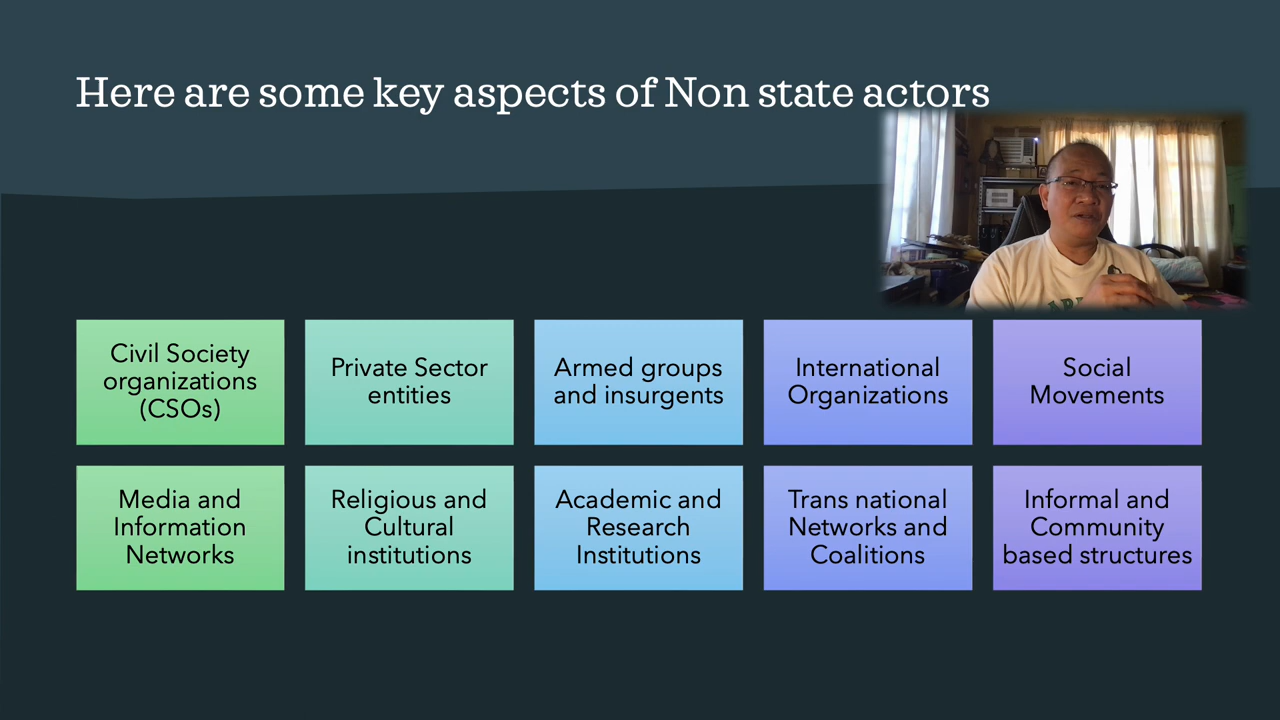 Here are some key aspects of Non state actors
Civil Society
organizations
(CSOs)
Private Sector
entities
Armed groups
and insurgents
International
Organizations
Social
Movements
Media and
Information
Networks
Religious and
Cultural
institutions
Academic and
Research
Institutions
Trans national
Networks and
Coalitions
Informal and
Community
based structures